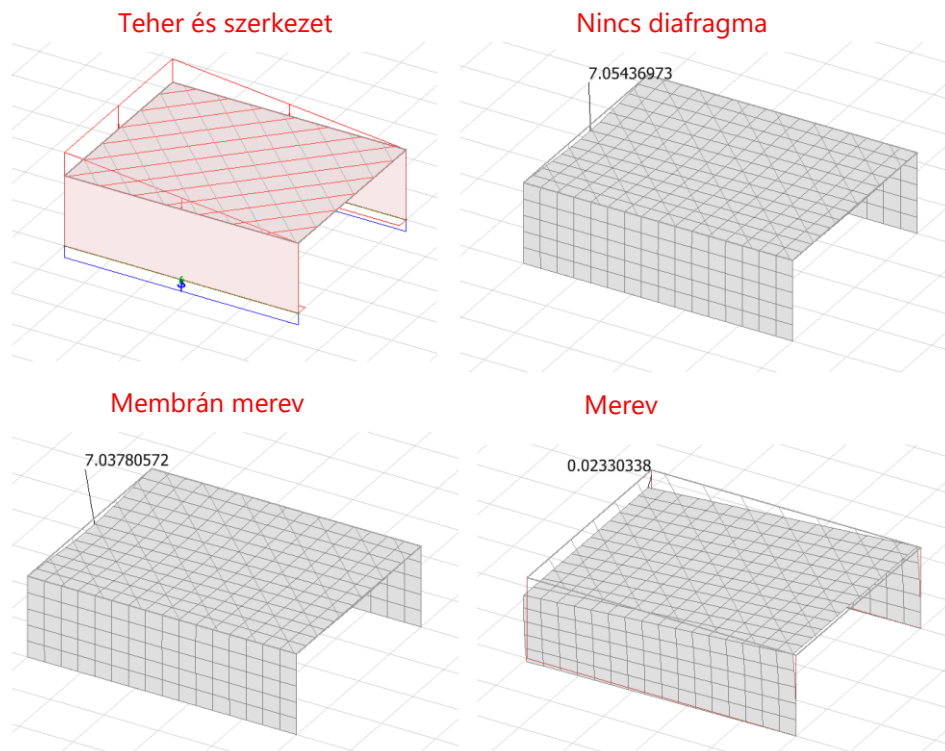 Teher és szerkezet
Nincs diafragma
7.05436973
Membrán merev
Merev
7.03780572
0.02330338